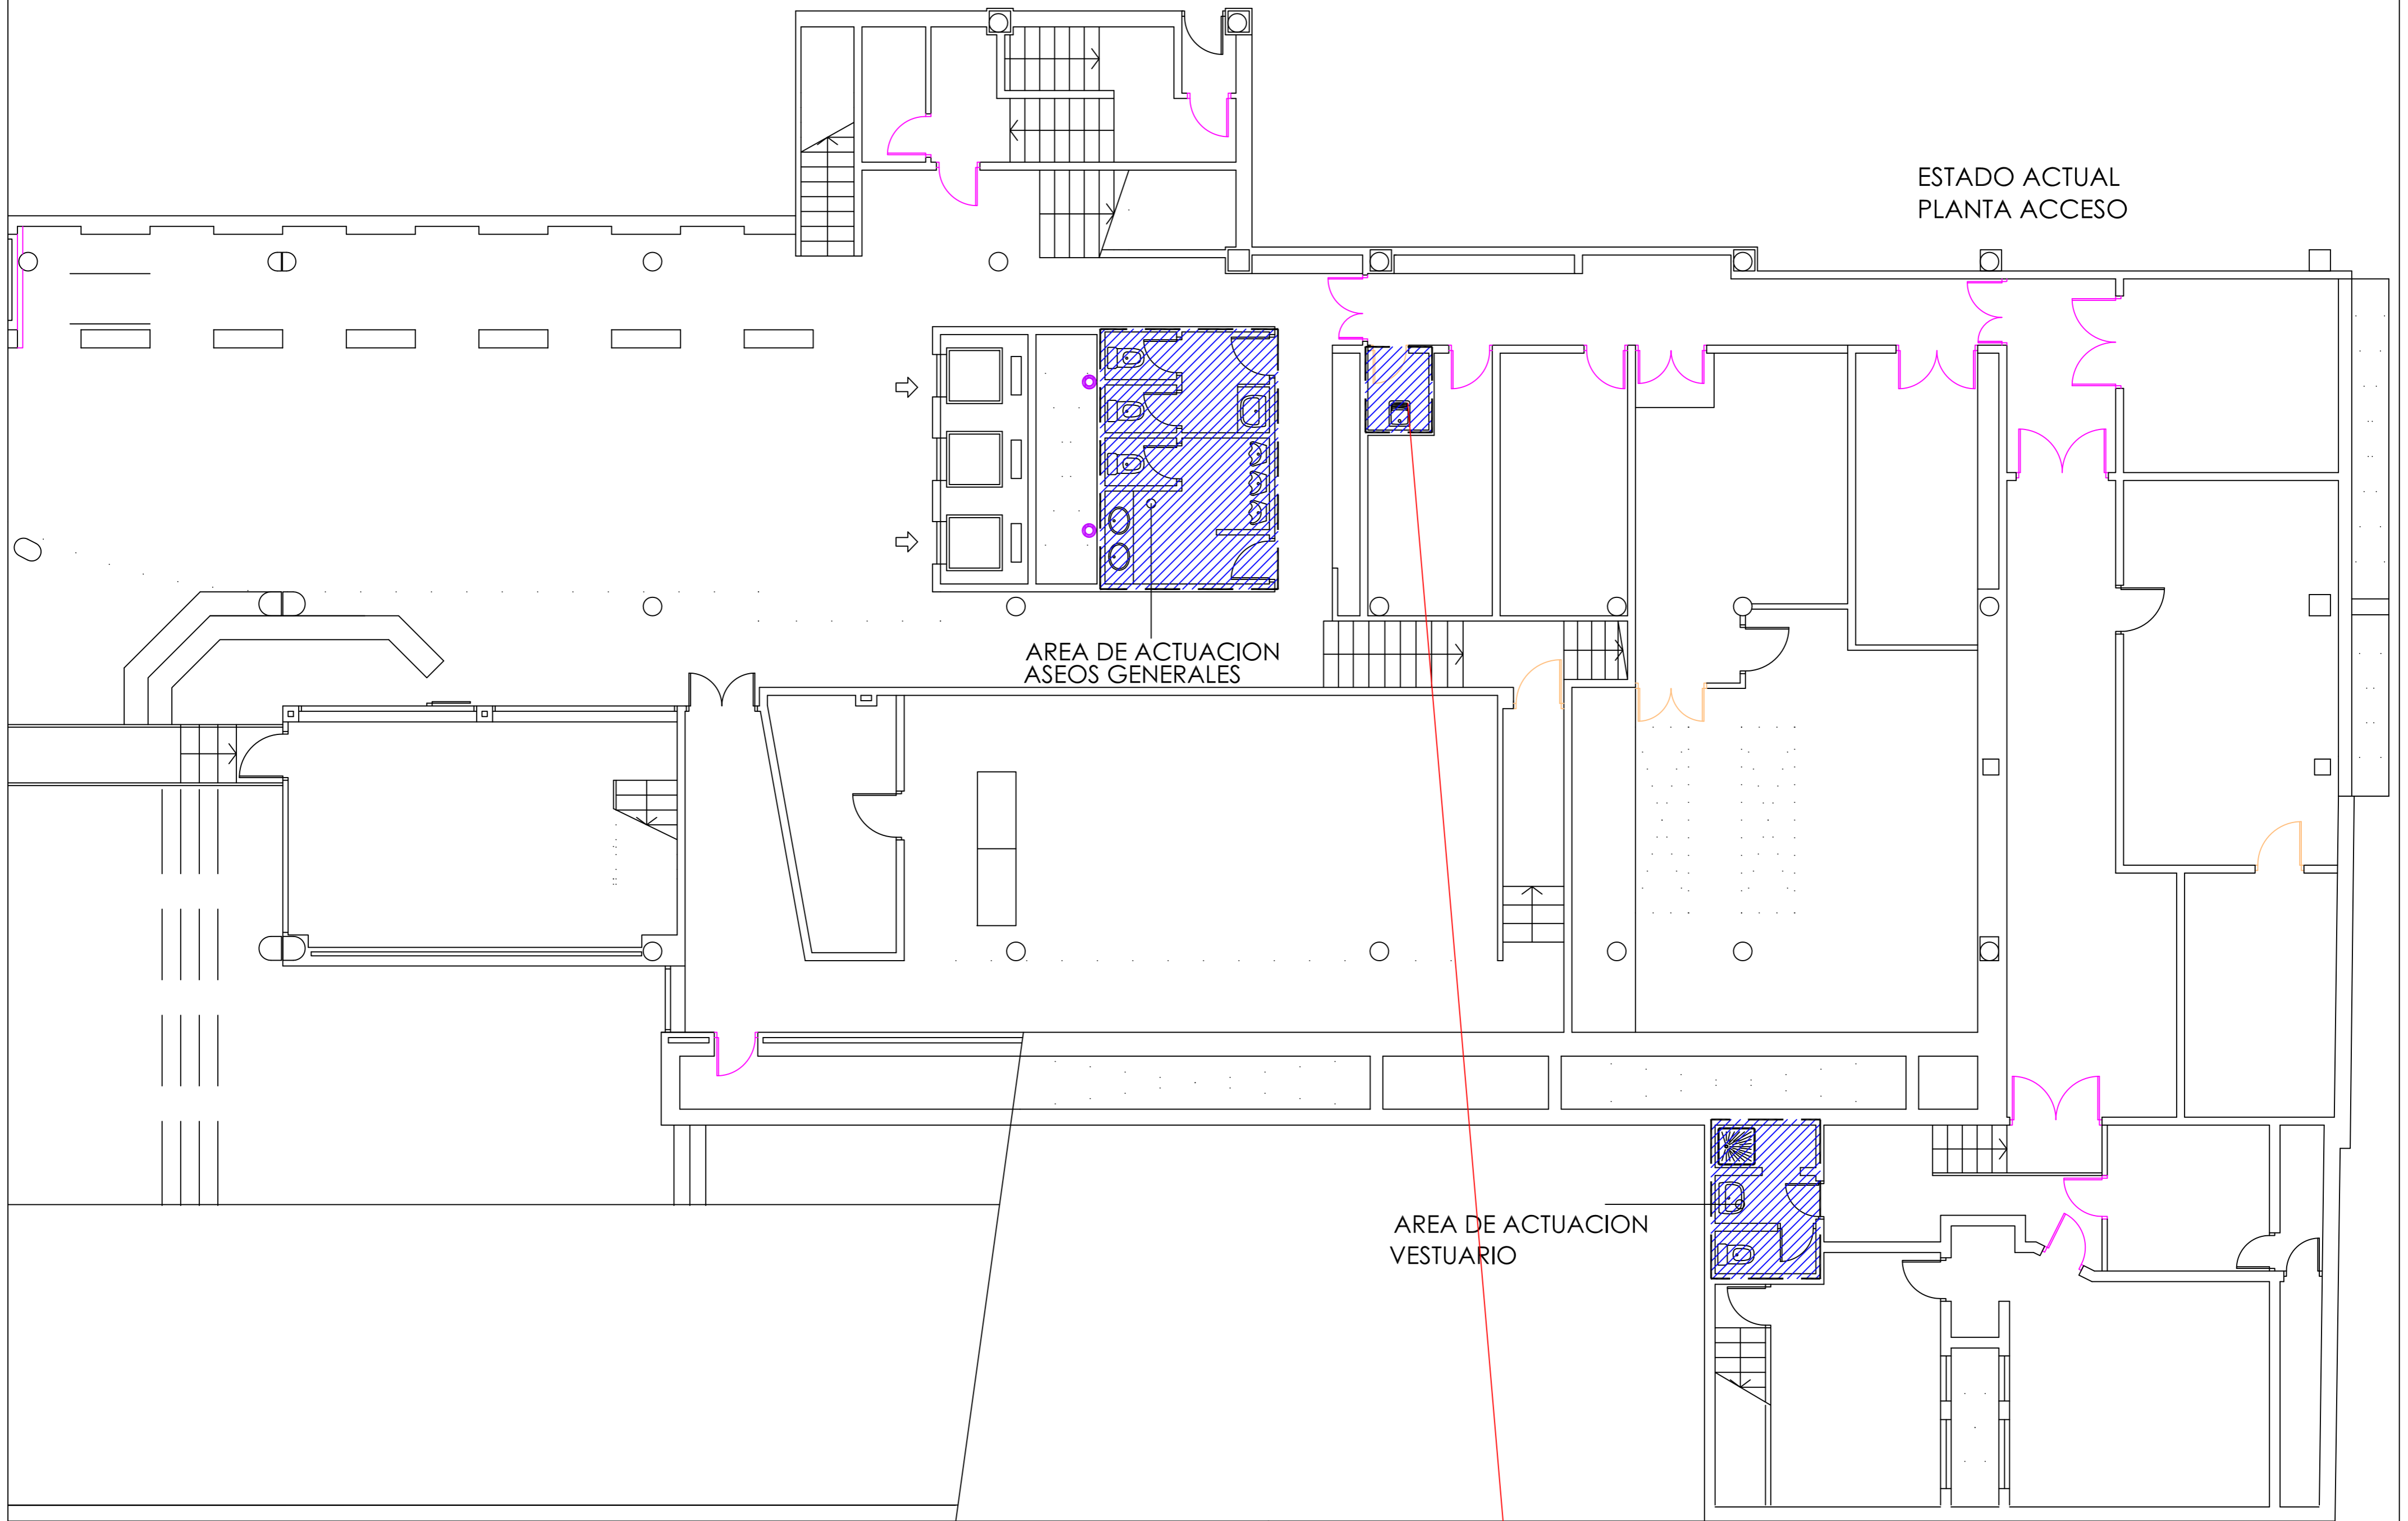 ESTADO ACTUAL
PLANTA ACCESO
AREA DE ACTUACION
ASEOS GENERALES
AREA DE ACTUACION
VESTUARIO